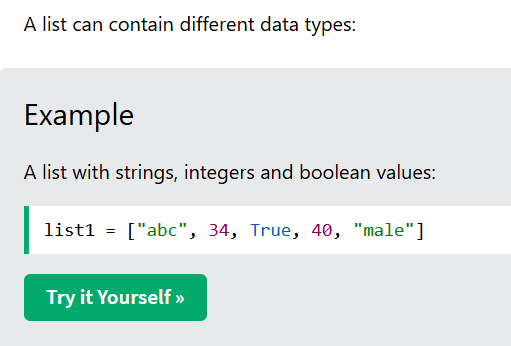 A list can contain different data types:
Example
A list with strings, integers and boolean values:
list1 = ["abc", 34, True, 40, "male"]
Try it Yourself »